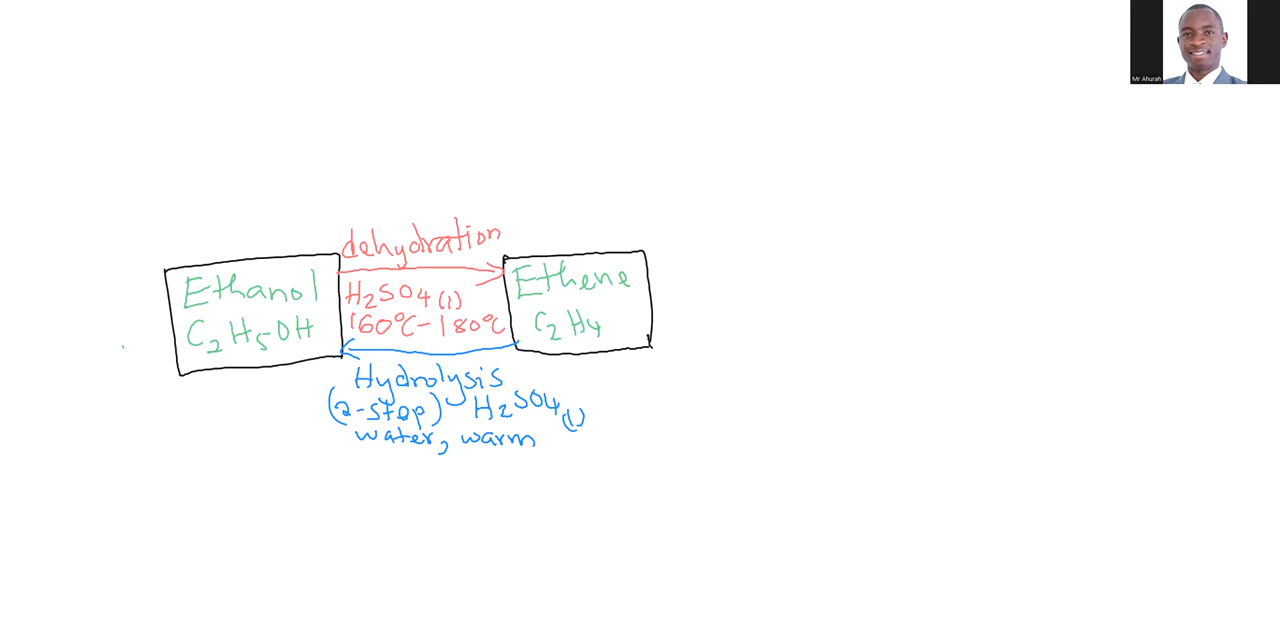 Mr Ahurah
dehydration
Ethanol
C2H5OH
H2SO4(l)
160°C-180°C
Ethene
C2H4
Hydrolysis
(2-step) H2SO4(l)
water, warm